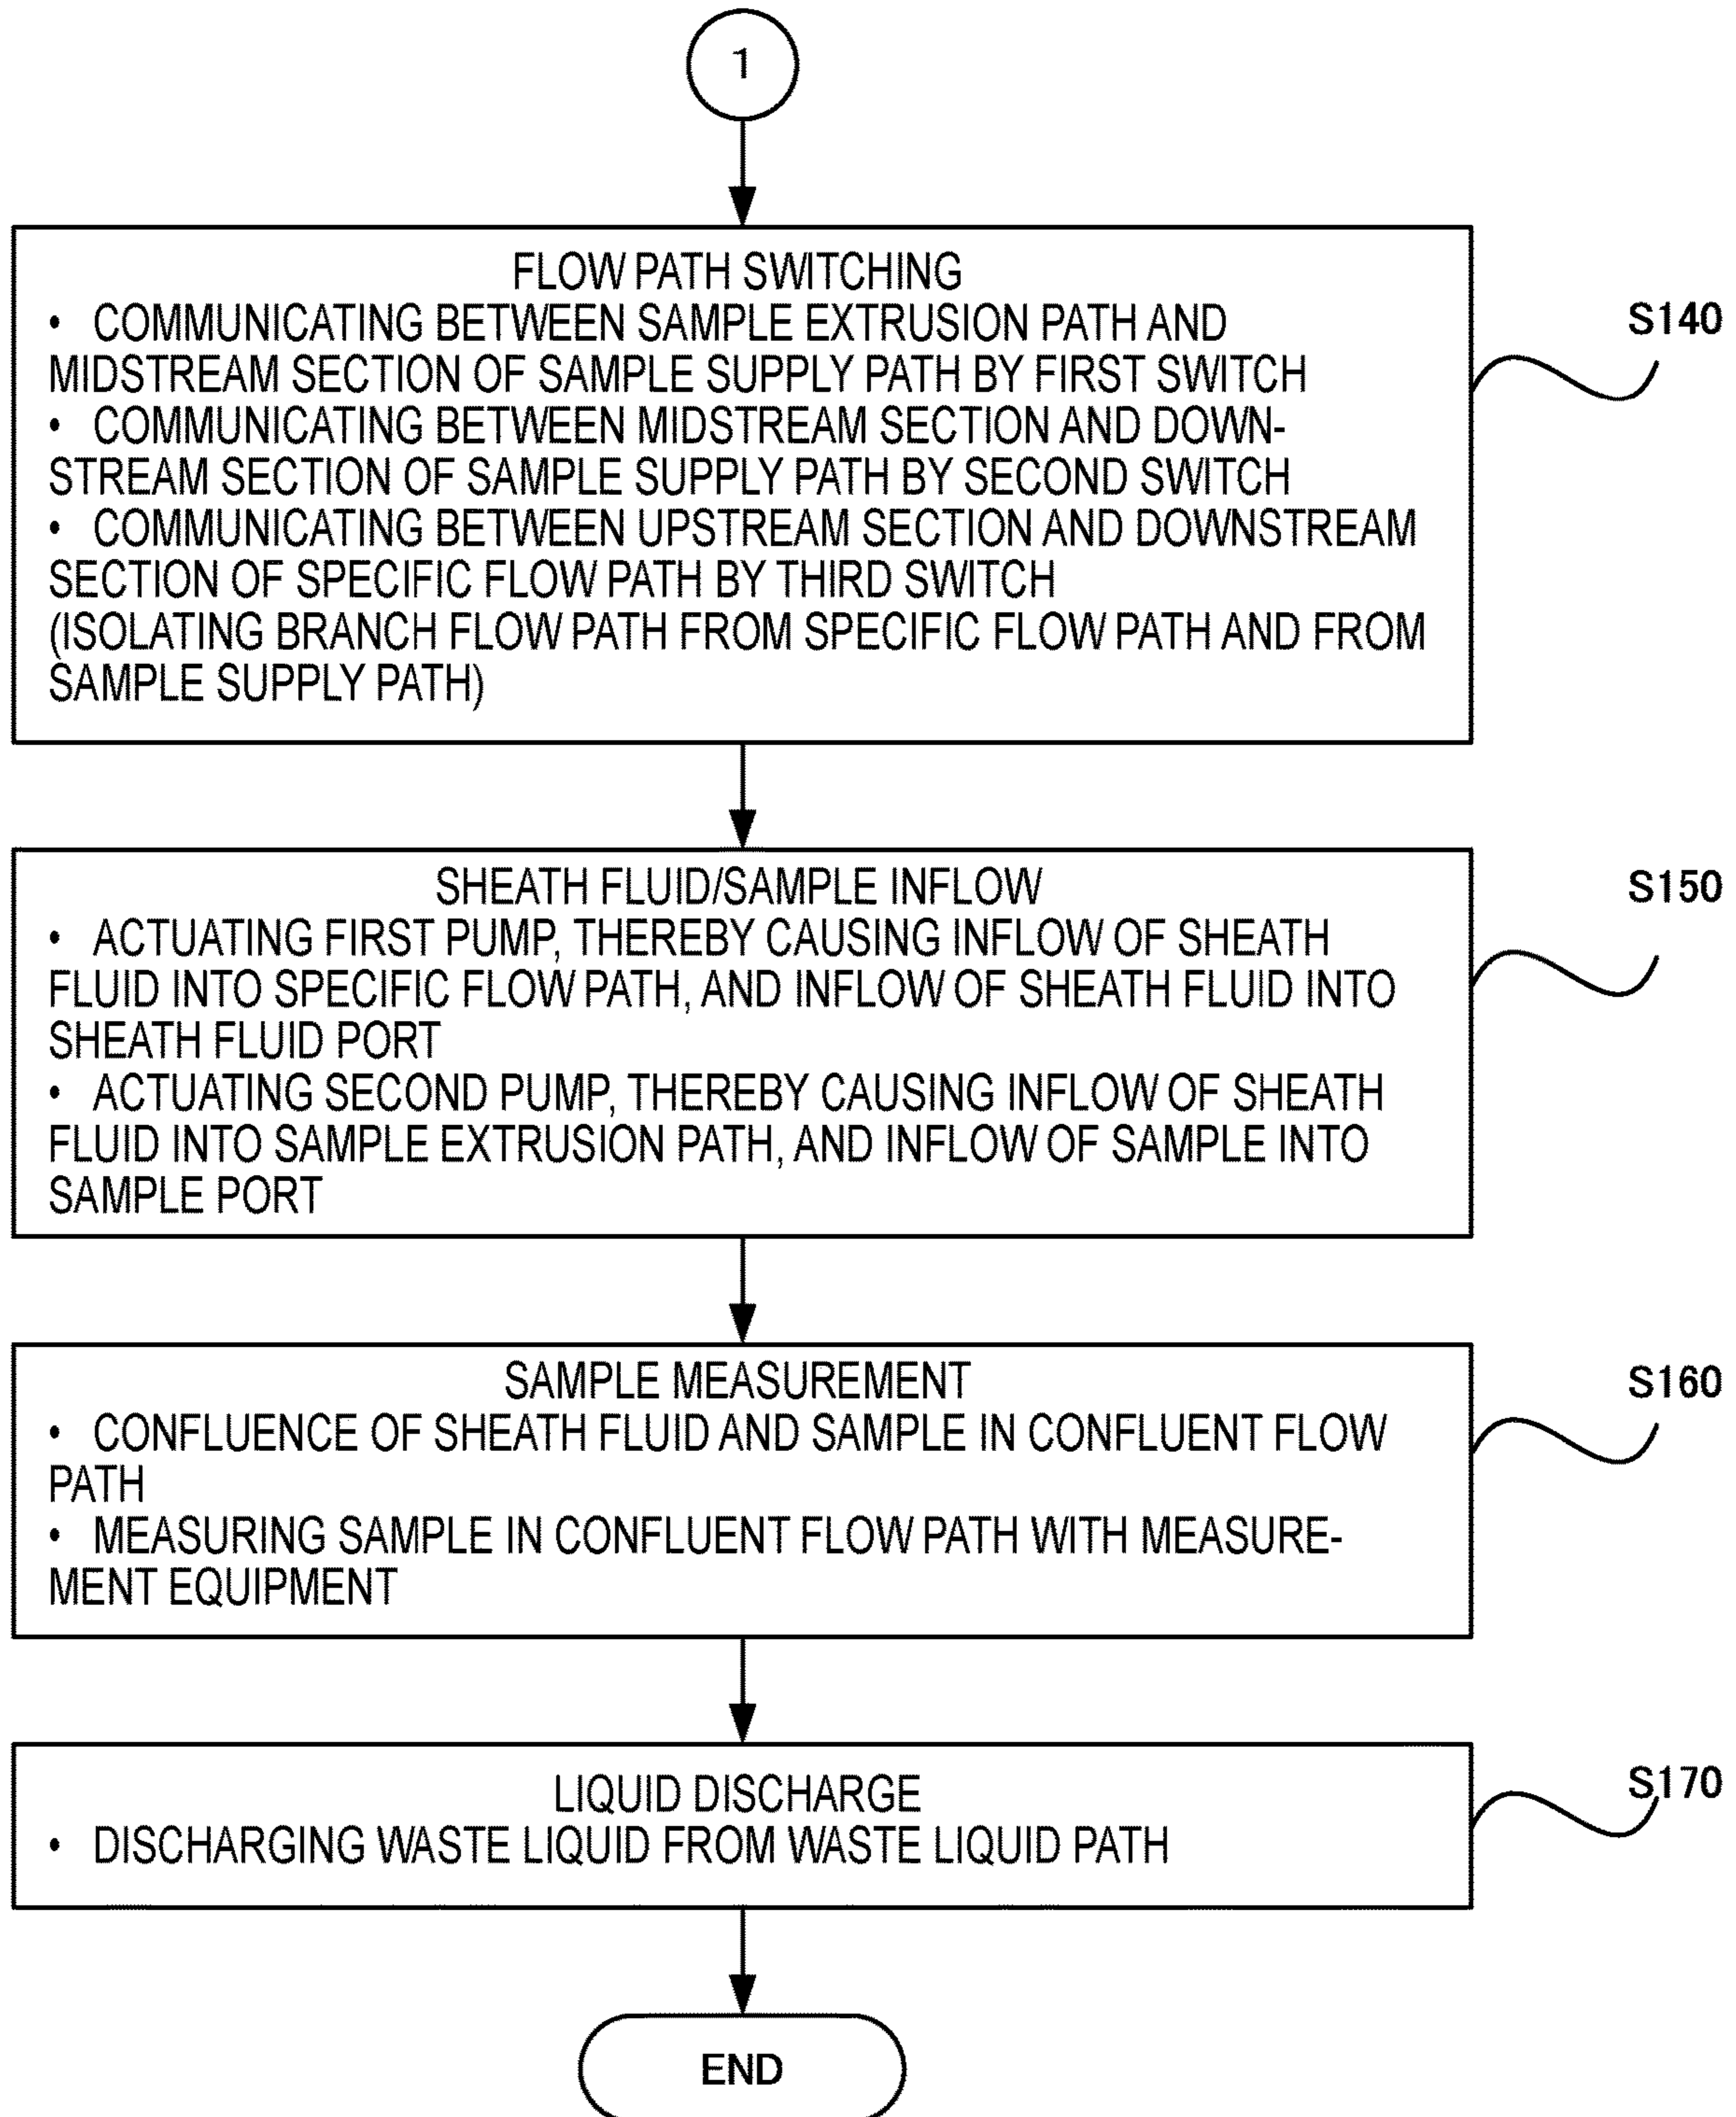 1
FLOW PATH SWITCHING
• COMMUNICATING BETWEEN SAMPLE EXTRUSION PATH AND
MIDSTREAM SECTION OF SAMPLE SUPPLY PATH BY FIRST SWITCH
• COMMUNICATING BETWEEN MIDSTREAM SECTION AND DOWN-
STREAM SECTION OF SAMPLE SUPPLY PATH BY SECOND SWITCH
• COMMUNICATING BETWEEN UPSTREAM SECTION AND DOWNSTREAM
SECTION OF SPECIFIC FLOW PATH BY THIRD SWITCH
(ISOLATING BRANCH FLOW PATH FROM SPECIFIC FLOW PATH AND FROM
SAMPLE SUPPLY PATH)
S140
SHEATH FLUID/SAMPLE INFLOW
• ACTUATING FIRST PUMP, THEREBY CAUSING INFLOW OF SHEATH
FLUID INTO SPECIFIC FLOW PATH, AND INFLOW OF SHEATH FLUID INTO
SHEATH FLUID PORT
• ACTUATING SECOND PUMP, THEREBY CAUSING INFLOW OF SHEATH
FLUID INTO SAMPLE EXTRUSION PATH, AND INFLOW OF SAMPLE INTO
SAMPLE PORT
S150
SAMPLE MEASUREMENT
• CONFLUENCE OF SHEATH FLUID AND SAMPLE IN CONFLUENT FLOW
PATH
• MEASURING SAMPLE IN CONFLUENT FLOW PATH WITH MEASURE-
MENT EQUIPMENT
S160
LIQUID DISCHARGE
• DISCHARGING WASTE LIQUID FROM WASTE LIQUID PATH
S170
END